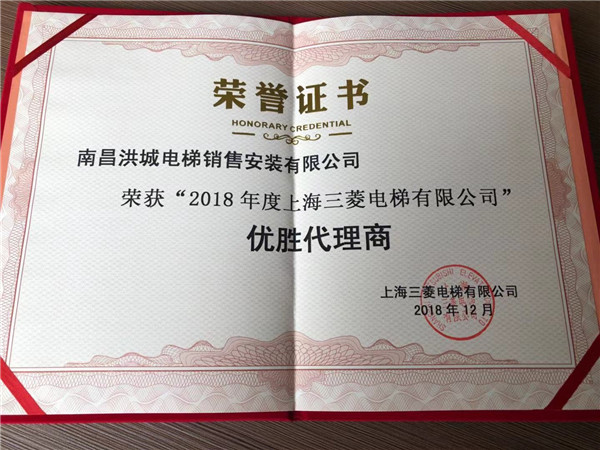 荣誉证书
HONORARY CREDENTIAL
南昌洪城电梯销售安装有限公司
荣获“2018年度上海三菱电梯有限公司”
优胜代理商
上海三菱电梯有限公司
2018年12月